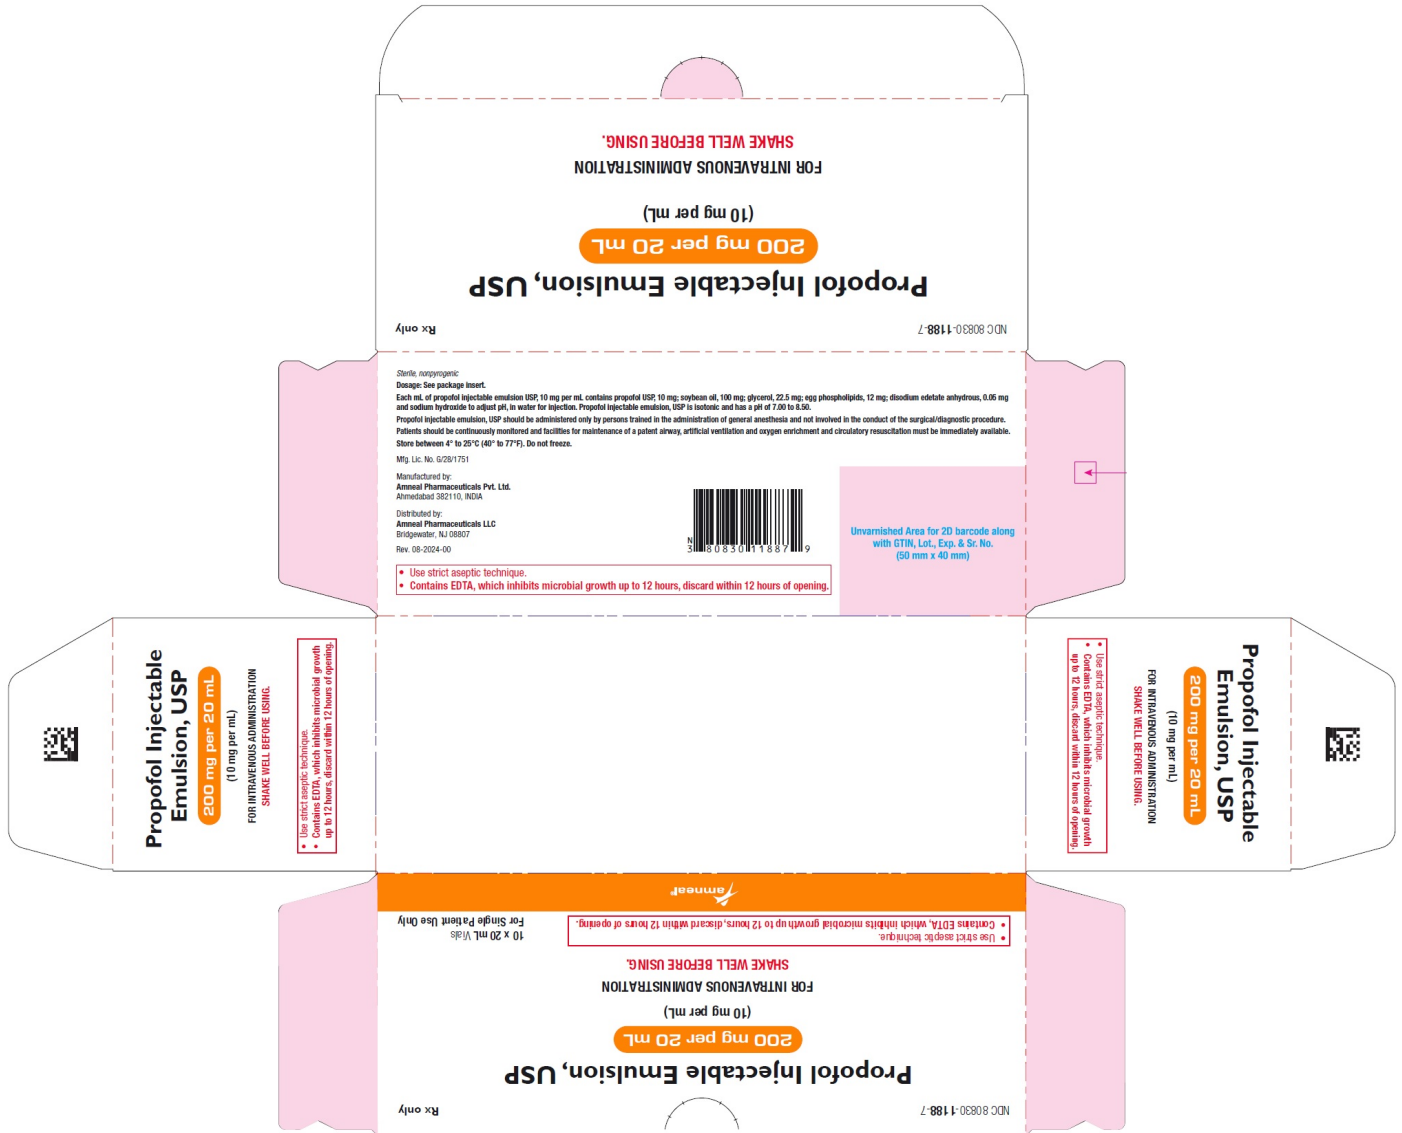 SHAKE WELL BEFORE USING.
FOR INTRAVENOUS ADMINISTRATION
(10 mg per mL)
200 mg per 20 mL
Propofol Injectable Emulsion, USP
NDC 80830-1188-7
Rx only
Sterile, nonpyrogenic
Dosage: See package insert.
Each mL of propofol injectable emulsion USP, 10 mg per mL contains propofol USP, 10 mg; soybean oil, 100 mg; glycerol, 22.5 mg; egg phospholipids, 12 mg; disodium edetate anhydrous, 0.05 mg
and sodium hydroxide to adjust pH, in water for injection. Propofol injectable emulsion, USP is isotonic and has a pH of 7.00 to 8.50.
Propofol injectable emulsion, USP should be administered only by persons trained in the administration of general anesthesia and not involved in the conduct of the surgical/diagnostic procedure.
Patients should be continuously monitored and facilities for maintenance of a patent airway, artificial ventilation and oxygen enrichment and circulatory resuscitation must be immediately available.
Store between 4° to 25°C (40° to 77°F). Do not freeze.
Mfg. Lic. No. G/28/1751
Manufactured by:
Amneal Pharmaceuticals Pvt. Ltd.
Ahmedabad 382110, INDIA
Distributed by:
Amneal Pharmaceuticals LLC
Bridgewater, NJ 08807
Rev. 08-2024-00
N
3 80830 11887 9
Unvarnished Area for 2D barcode along
with GTIN, Lot., Exp. & Sr. No.
(50 mm x 40 mm)
• Use strict aseptic technique.
• Contains EDTA, which inhibits microbial growth up to 12 hours, discard within 12 hours of opening.
Propofol Injectable
Emulsion, USP
200 mg per 20 mL
(10 mg per mL)
FOR INTRAVENOUS ADMINISTRATION
SHAKE WELL BEFORE USING.
• Use strict aseptic technique.
• Contains EDTA, which inhibits microbial growth
up to 12 hours, discard within 12 hours of opening.
Propofol Injectable
Emulsion, USP
200 mg per 20 mL
(10 mg per mL)
FOR INTRAVENOUS ADMINISTRATION
SHAKE WELL BEFORE USING.
• Use strict aseptic technique.
• Contains EDTA, which inhibits microbial growth
up to 12 hours, discard within 12 hours of opening.
NDC 80830-1188-7
Rx only
Propofol Injectable Emulsion, USP
200 mg per 20 mL
(10 mg per mL)
FOR INTRAVENOUS ADMINISTRATION
SHAKE WELL BEFORE USING.
• Use strict aseptic technique.
• Contains EDTA, which inhibits microbial growth up to 12 hours, discard within 12 hours of opening.
10 x 20 mL Vials
For Single Patient Use Only
amneal®